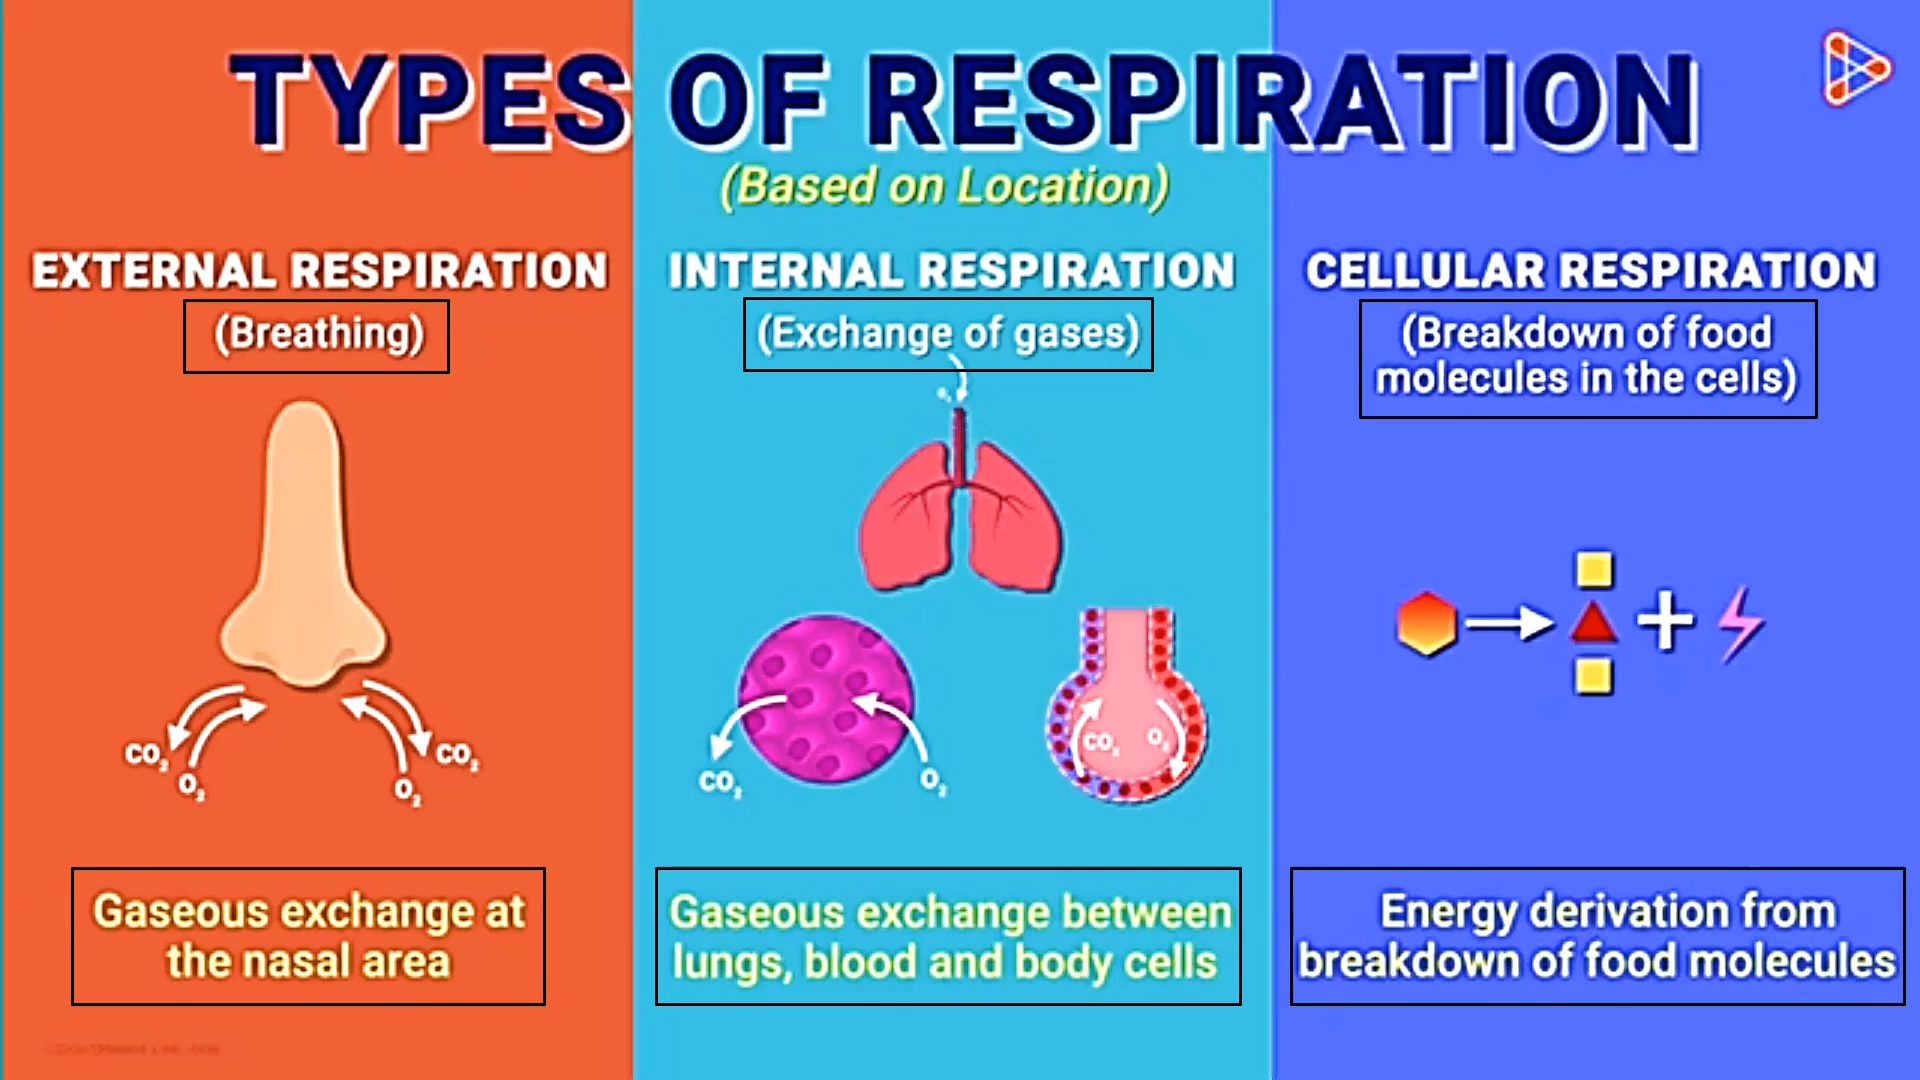 TYPES OF RESPIRATION
(Based on Location)
EXTERNAL RESPIRATION
(Breathing)
CO₂
O₂
O₂
CO₂
Gaseous exchange at
the nasal area
INTERNAL RESPIRATION
(Exchange of gases)
CO₂
O₂
CO₂
O₂
Gaseous exchange between
lungs, blood and body cells
CELLULAR RESPIRATION
(Breakdown of food
molecules in the cells)
Energy derivation from
breakdown of food molecules